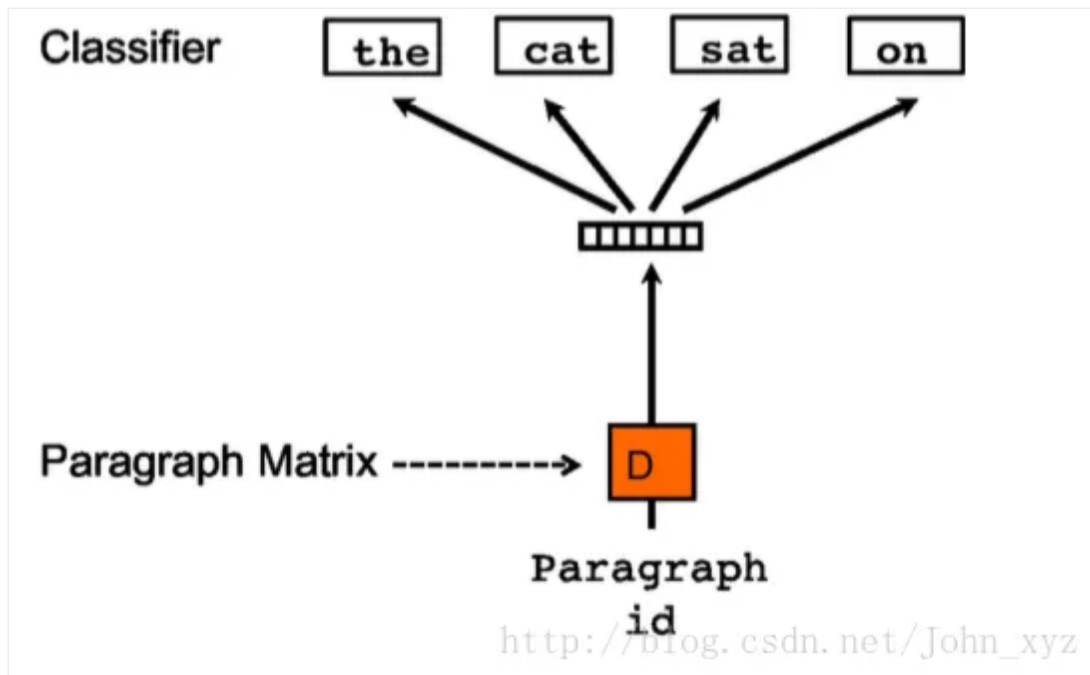 Classifier the cat sat on
Paragraph Matrix D
Paragraph
id
http://blog.csdn.net/John_xyz